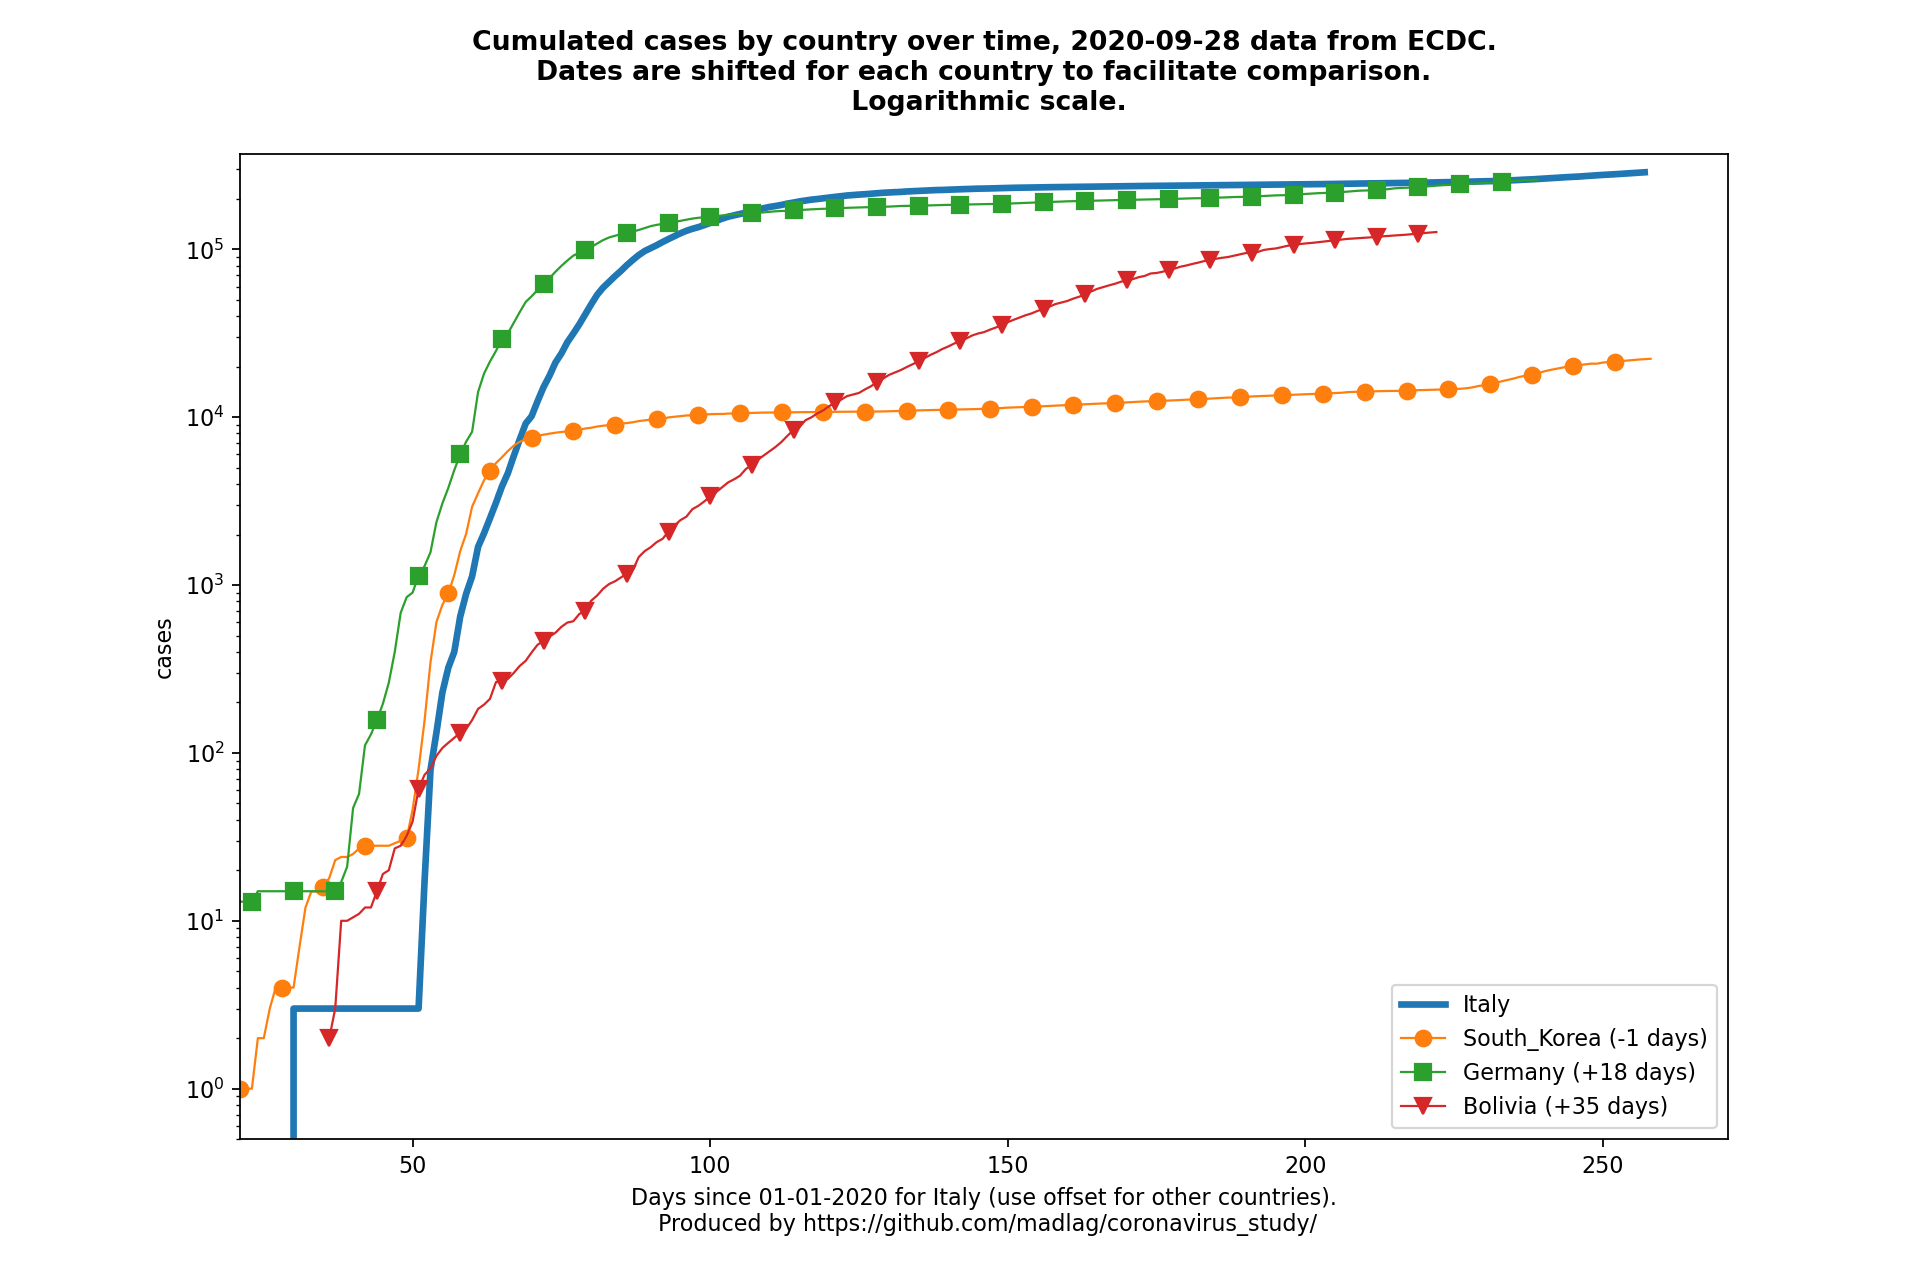 Cumulated cases by country over time, 2020-09-28 data from ECDC.
Dates are shifted for each country to facilitate comparison.
Logarithmic scale.
cases
10^5
10^4
10^3
10^2
10^1
10^0
50 100 150 200 250
Italy
South_Korea (-1 days)
Germany (+18 days)
Bolivia (+35 days)
Days since 01-01-2020 for Italy (use offset for other countries).
Produced by https://github.com/madlag/coronavirus_study/